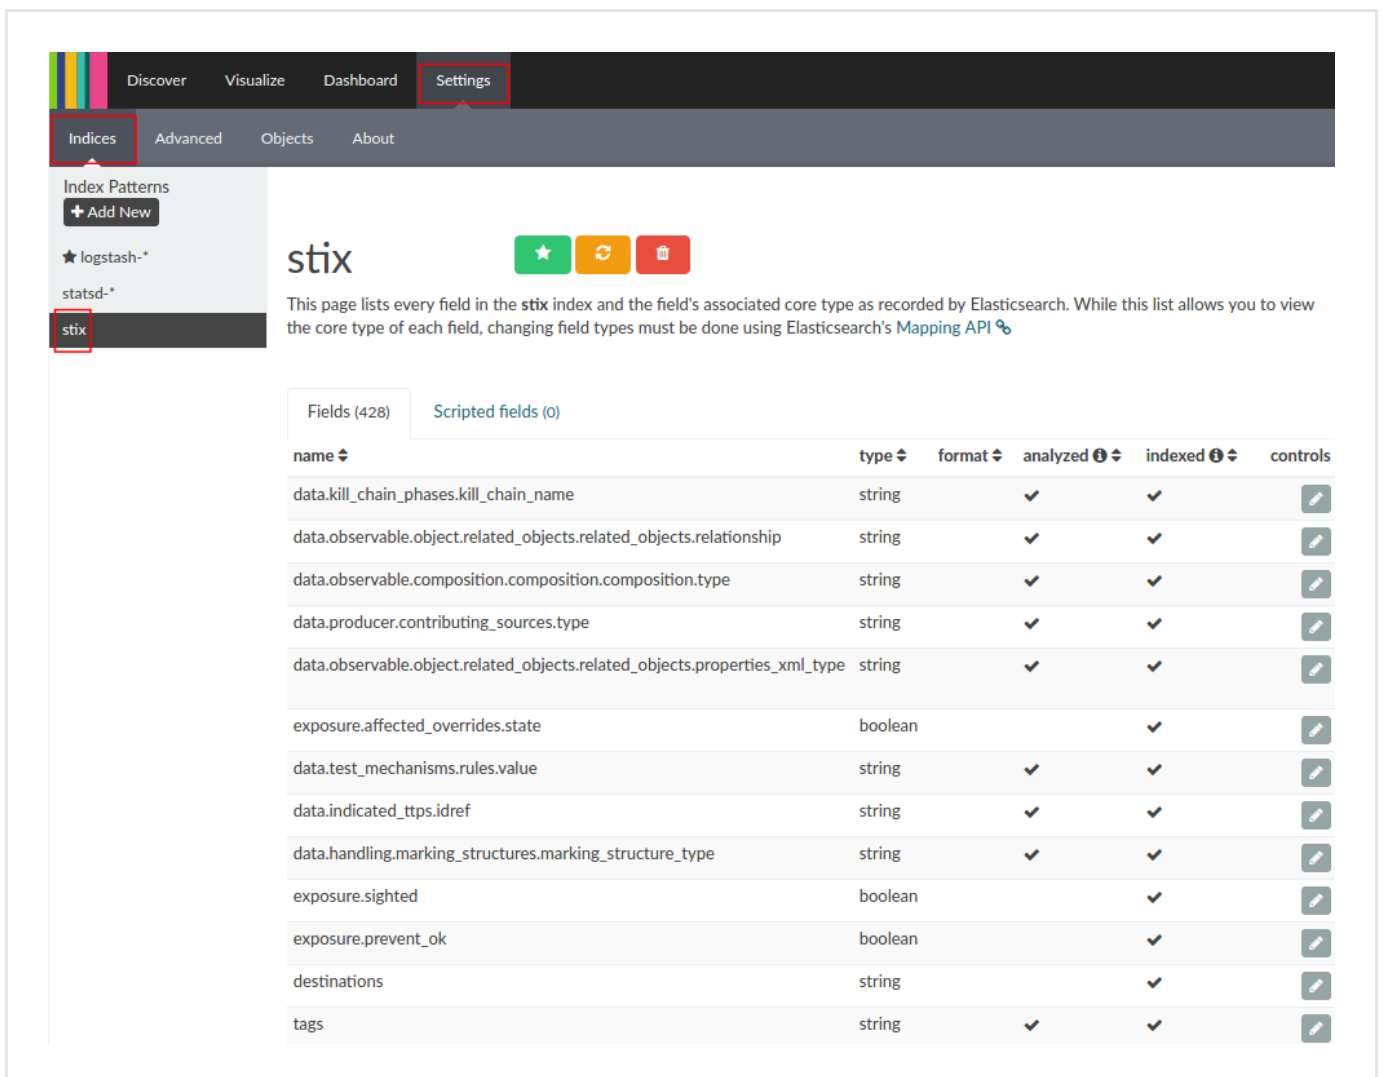 Discover Visualize Dashboard Settings
Indices Advanced Objects About
Index Patterns
Add New
logstash-*
statsd-*
stix
stix
This page lists every field in the stix index and the field's associated core type as recorded by Elasticsearch. While this list allows you to view
the core type of each field, changing field types must be done using Elasticsearch's Mapping API
Fields (428) Scripted fields (0)
name type format analyzed indexed controls
data.kill_chain_phases.kill_chain_name string
data.observable.object.related_objects.related_objects.relationship string
data.observable.composition.composition.composition.type string
data.producer.contributing_sources.type string
data.observable.object.related_objects.related_objects.properties_xml_type string
exposure.affected_overrides.state boolean
data.test_mechanisms.rules.value string
data.indicated_ttps.idref string
data.handling.marking_structures.marking_structure_type string
exposure.sighted boolean
exposure.prevent_ok boolean
destinations string
tags string